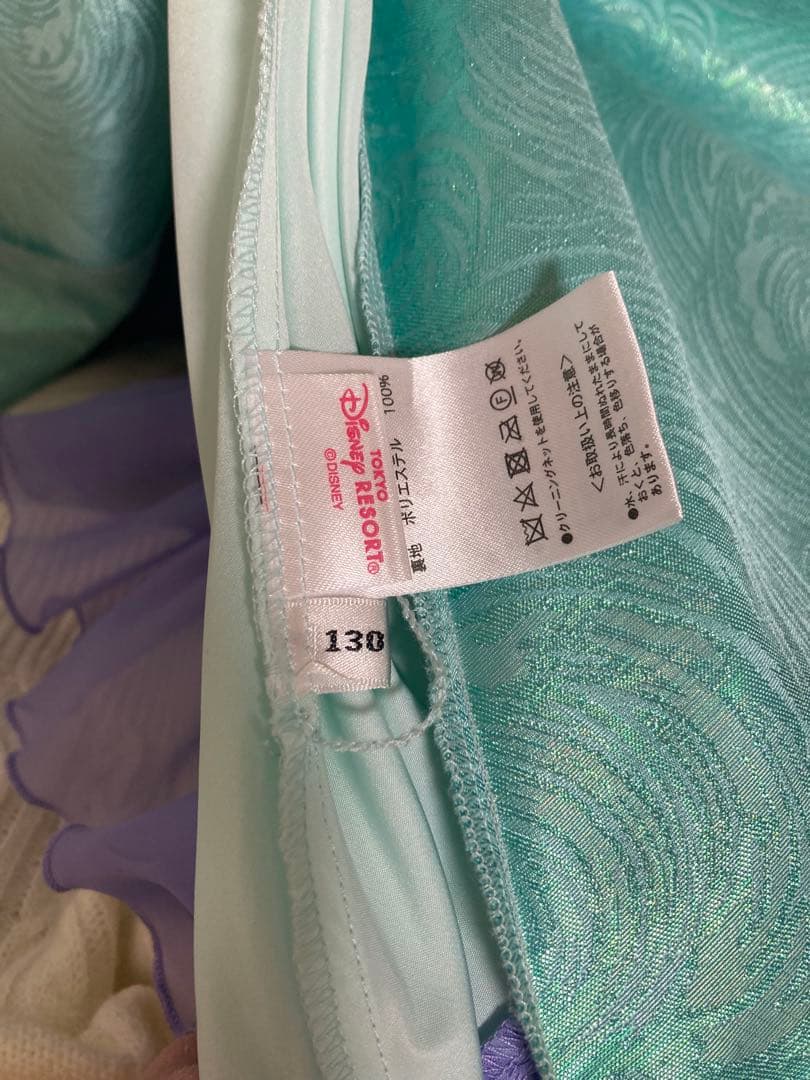 裏地 ポリエステル 100%
TOKYO
Disney RESORT®
©DISNEY
F
●クリーニングネットを使用してください。
<お取扱い上の注意>
●水、汗により長時間ぬれたままにして
おくと、色落ち、色移りする場合が
あります。
130